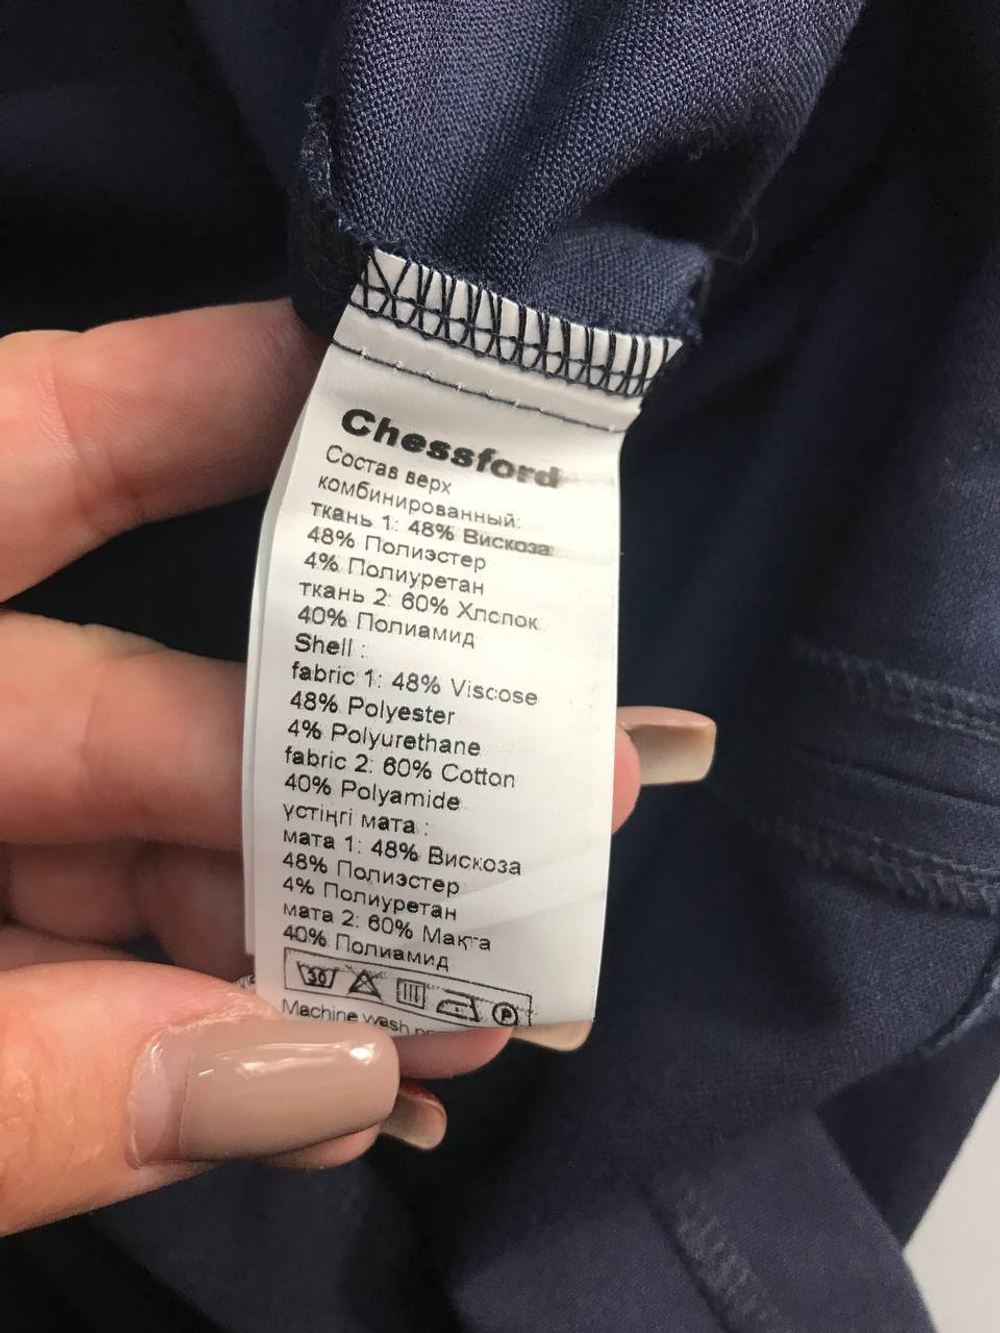 Chessford
Состав верх
комбинированный:
ткань 1: 48% Вискоза
48% Полиэстер
4% Полиуретан
ткань 2: 60% Хлопок
40% Полиамид
Shell :
fabric 1: 48% Viscose
48% Polyester
4% Polyurethane
fabric 2: 60% Cotton
40% Polyamide
үстіңгі мата :
мата 1: 48% Вискоза
48% Полиэстер
4% Полиуретан
мата 2: 60% Мақта
40% Полиамид
30 P
Machine wash